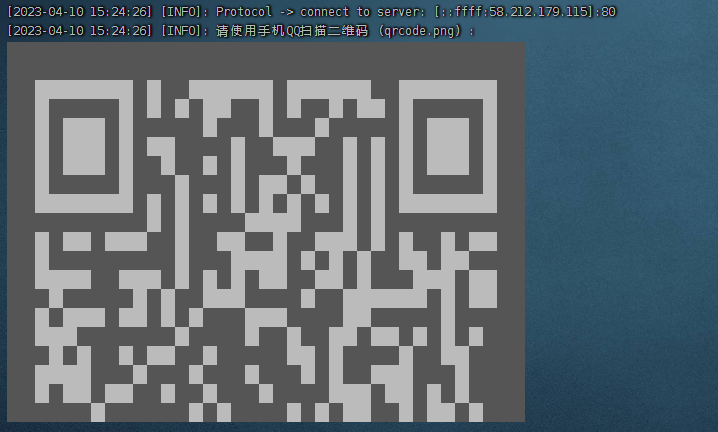 [2023-04-10 15:24:26] [INFO]: Protocol -> connect to server: [::ffff:58.212.179.115]:80
[2023-04-10 15:24:26] [INFO]: 请使用手机QQ扫描二维码 (qrcode.png) :